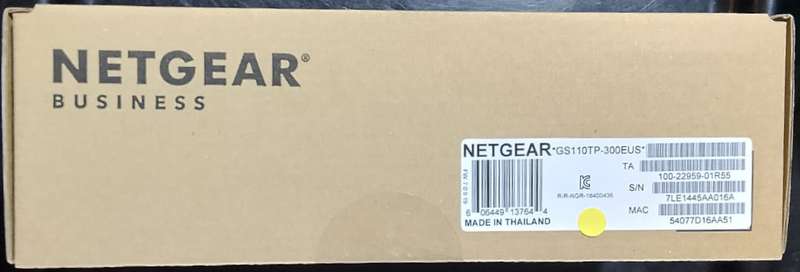 NETGEAR®
BUSINESS
NETGEAR *GS110TP-300EUS*
TA
100-22959-01R55
S/N
7LE1445AA016A
R-R-NGR-16400436
MAC
54077D16AA51
6 06449 13764 4
MADE IN THAILAND